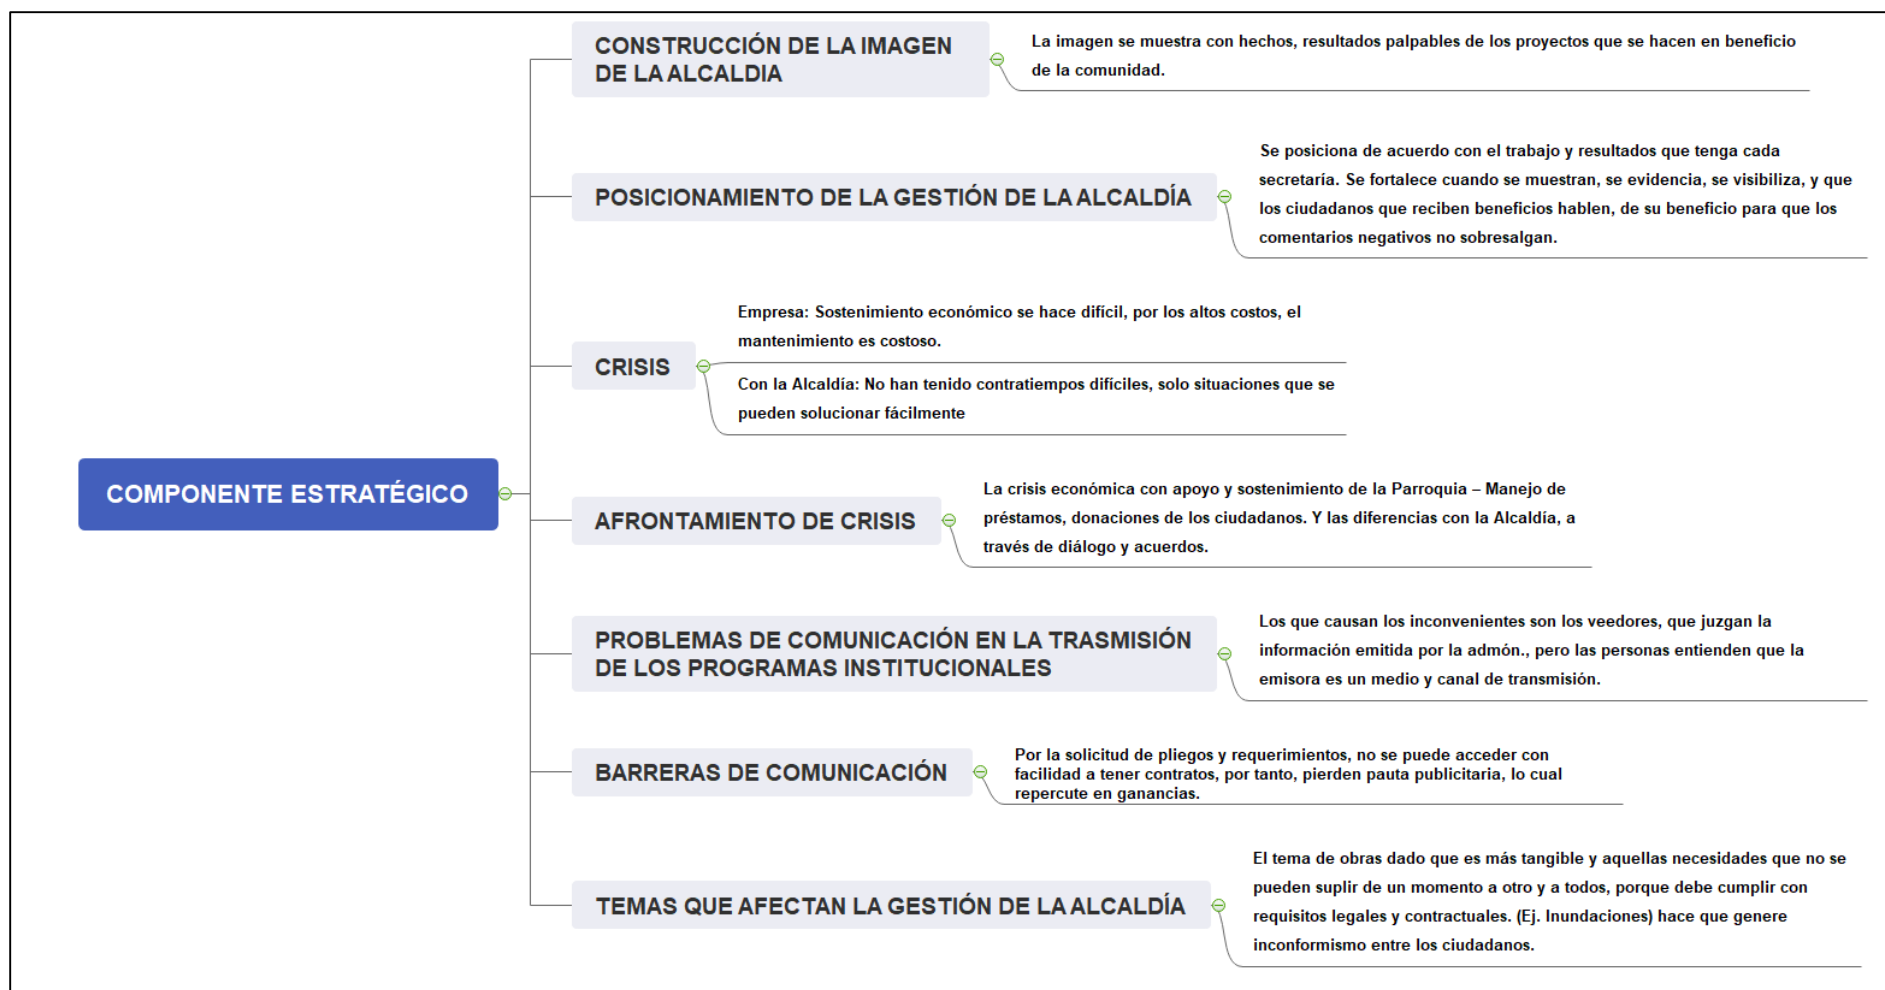 CONSTRUCCIÓN DE LA IMAGEN
DE LA ALCALDIA
La imagen se muestra con hechos, resultados palpables de los proyectos que se hacen en beneficio
de la comunidad.
POSICIONAMIENTO DE LA GESTIÓN DE LA ALCALDÍA
Se posiciona de acuerdo con el trabajo y resultados que tenga cada
secretaría. Se fortalece cuando se muestran, se evidencia, se visibiliza, y que
los ciudadanos que reciben beneficios hablen, de su beneficio para que los
comentarios negativos no sobresalgan.
CRISIS
Empresa: Sostenimiento económico se hace difícil, por los altos costos, el
mantenimiento es costoso.
Con la Alcaldía: No han tenido contratiempos difíciles, solo situaciones que se
pueden solucionar fácilmente
COMPONENTE ESTRATÉGICO
AFRONTAMIENTO DE CRISIS
La crisis económica con apoyo y sostenimiento de la Parroquia – Manejo de
préstamos, donaciones de los ciudadanos. Y las diferencias con la Alcaldía, a
través de diálogo y acuerdos.
PROBLEMAS DE COMUNICACIÓN EN LA TRASMISIÓN
DE LOS PROGRAMAS INSTITUCIONALES
Los que causan los inconvenientes son los veedores, que juzgan la
información emitida por la admón., pero las personas entienden que la
emisora es un medio y canal de transmisión.
BARRERAS DE COMUNICACIÓN
Por la solicitud de pliegos y requerimientos, no se puede acceder con
facilidad a tener contratos, por tanto, pierden pauta publicitaria, lo cual
repercute en ganancias.
TEMAS QUE AFECTAN LA GESTIÓN DE LA ALCALDÍA
El tema de obras dado que es más tangible y aquellas necesidades que no se
pueden suplir de un momento a otro y a todos, porque debe cumplir con
requisitos legales y contractuales. (Ej. Inundaciones) hace que genere
inconformismo entre los ciudadanos.